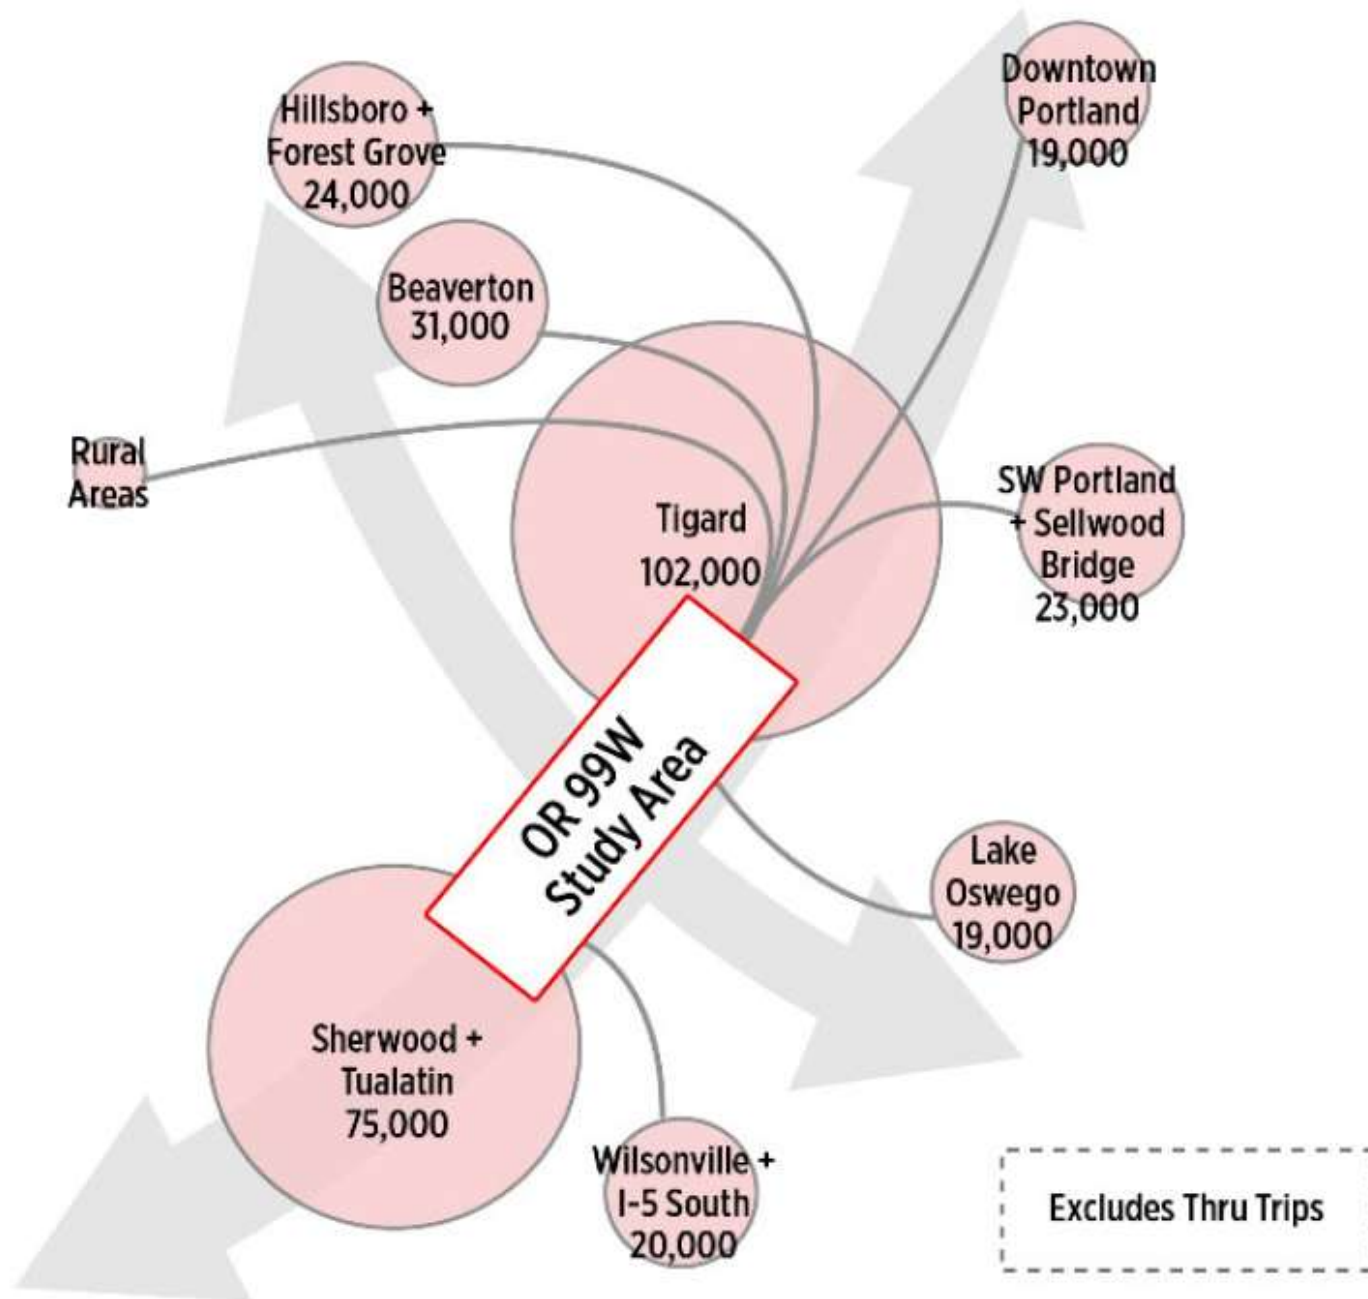 Downtown
Portland
19,000
Hillsboro +
Forest Grove
24,000
Beaverton
31,000
Rural
Areas
SW Portland
+ Sellwood
Bridge
23,000
Tigard
102,000
OR 99W
Study Area
Lake
Oswego
19,000
Sherwood +
Tualatin
75,000
Wilsonville +
I-5 South
20,000
Excludes Thru Trips